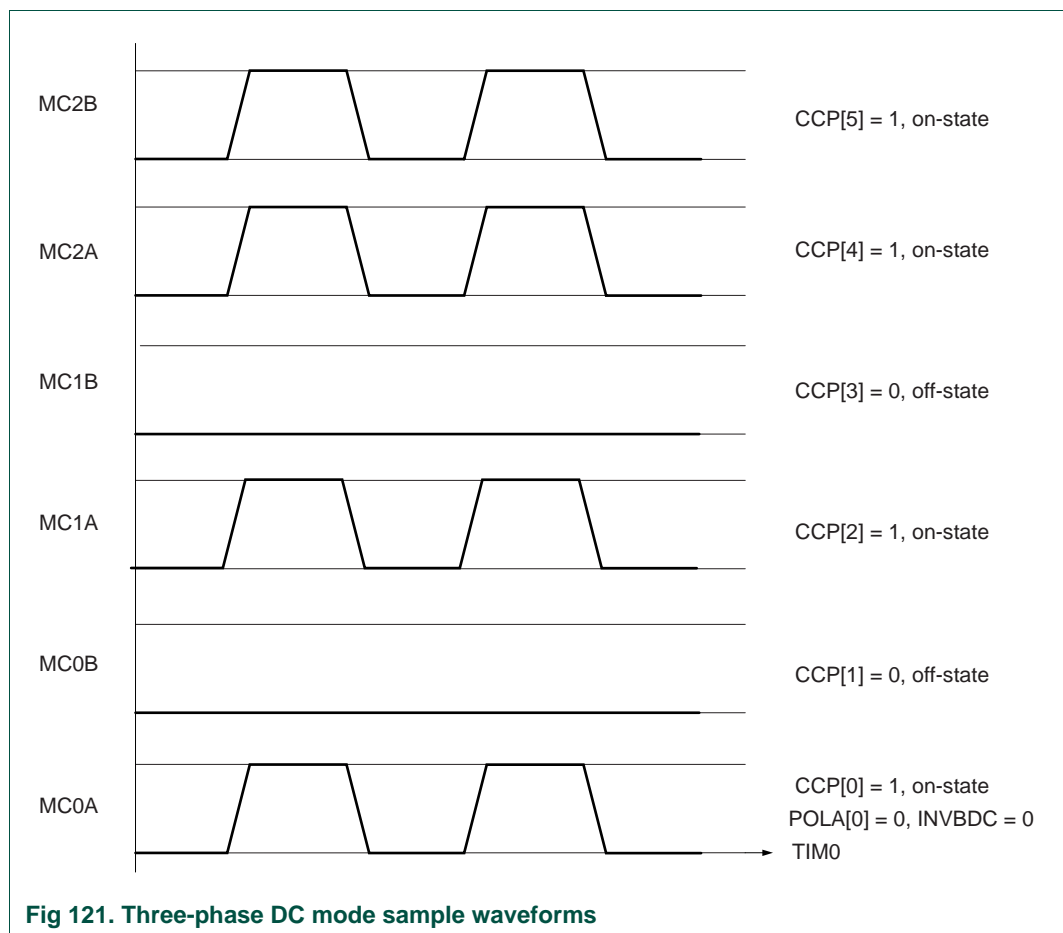 MC2B
CCP[5] = 1, on-state
MC2A
CCP[4] = 1, on-state
MC1B
CCP[3] = 0, off-state
MC1A
CCP[2] = 1, on-state
MC0B
CCP[1] = 0, off-state
MC0A
CCP[0] = 1, on-state
POLA[0] = 0, INVBDC = 0
TIM0
Fig 121. Three-phase DC mode sample waveforms